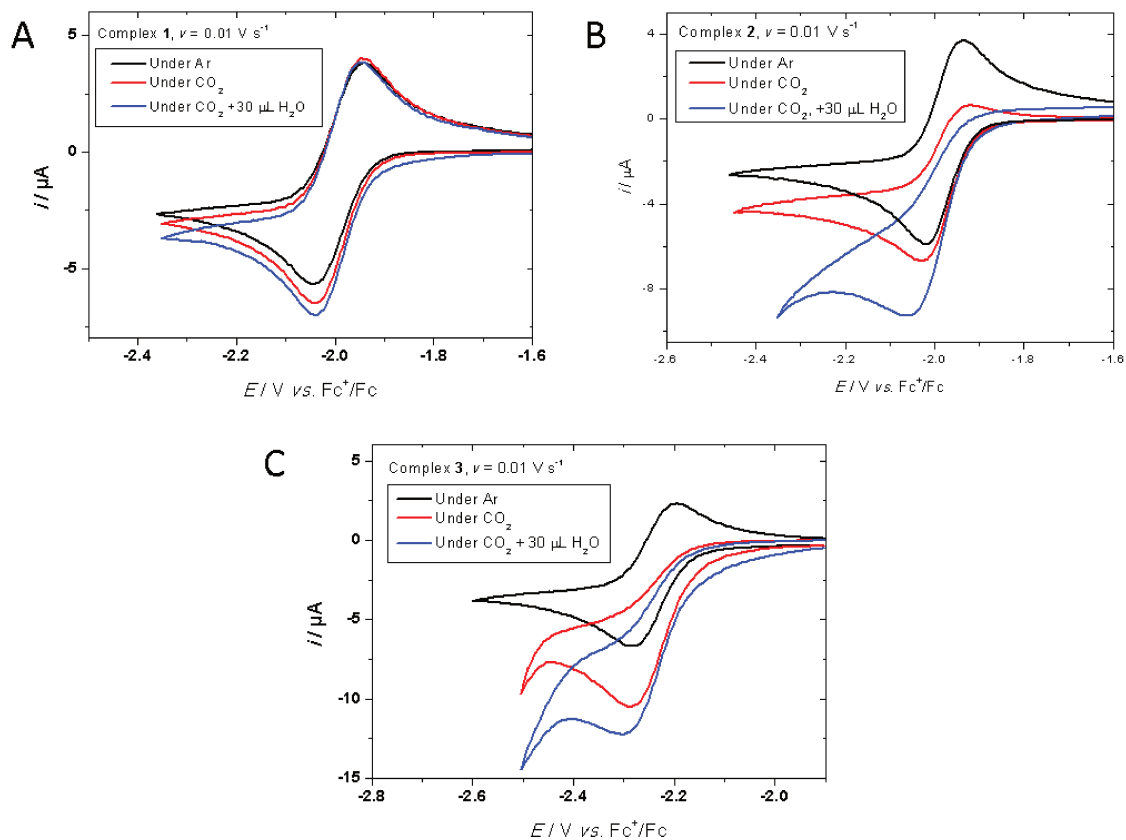 A
Complex 1, ν = 0.01 V s⁻¹
Under Ar
Under CO₂
Under CO₂ +30 µL H₂O
5
0
-5
i / µA
-2.4
-2.2
-2.0
-1.8
-1.6
E / V vs. Fc⁺/Fc
B
Complex 2, ν = 0.01 V s⁻¹
Under Ar
Under CO₂
Under CO₂, +30 µL H₂O
4
0
-4
-8
i / µA
-2.6
-2.4
-2.2
-2.0
-1.8
-1.6
E / V vs. Fc⁺/Fc
C
Complex 3, ν = 0.01 V s⁻¹
Under Ar
Under CO₂
Under CO₂ + 30 µL H₂O
5
0
-5
-10
-15
i / µA
-2.8
-2.6
-2.4
-2.2
-2.0
E / V vs. Fc⁺/Fc